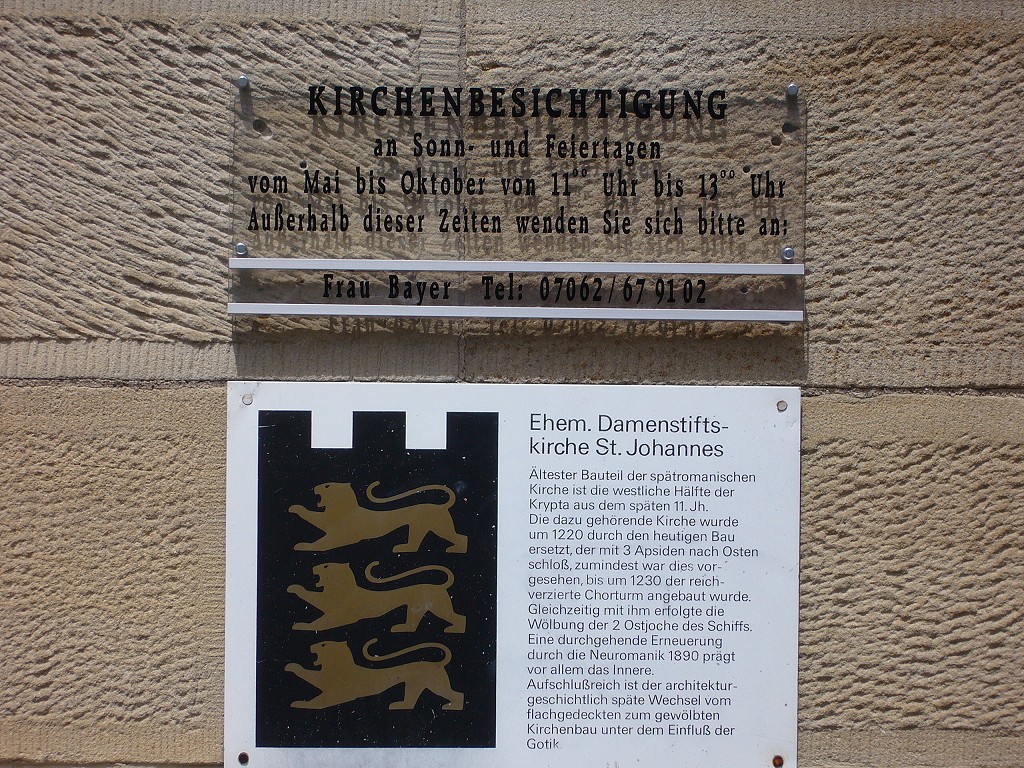 KIRCHENBESICHTIGUNG
an Sonn- und Feiertagen
vom Mai bis Oktober von 11°° Uhr bis 13°° Uhr
Außerhalb dieser Zeiten wenden Sie sich bitte an:
Frau Bayer Tel: 07062/67 91 02
Ehem. Damenstifts-
kirche St. Johannes
Ältester Bauteil der spätromanischen
Kirche ist die westliche Hälfte der
Krypta aus dem späten 11. Jh.
Die dazu gehörende Kirche wurde
um 1220 durch den heutigen Bau
ersetzt, der mit 3 Apsiden nach Osten
schloß, zumindest war dies vor-
gesehen, bis um 1230 der reich-
verzierte Chorturm angebaut wurde.
Gleichzeitig mit ihm erfolgte die
Wölbung der 2 Ostjoche des Schiffs.
Eine durchgehende Erneuerung
durch die Neuromanik 1890 prägt
vor allem das Innere.
Aufschlußreich ist der architektur-
geschichtlich späte Wechsel vom
flachgedeckten zum gewölbten
Kirchenbau unter dem Einfluß der
Gotik.